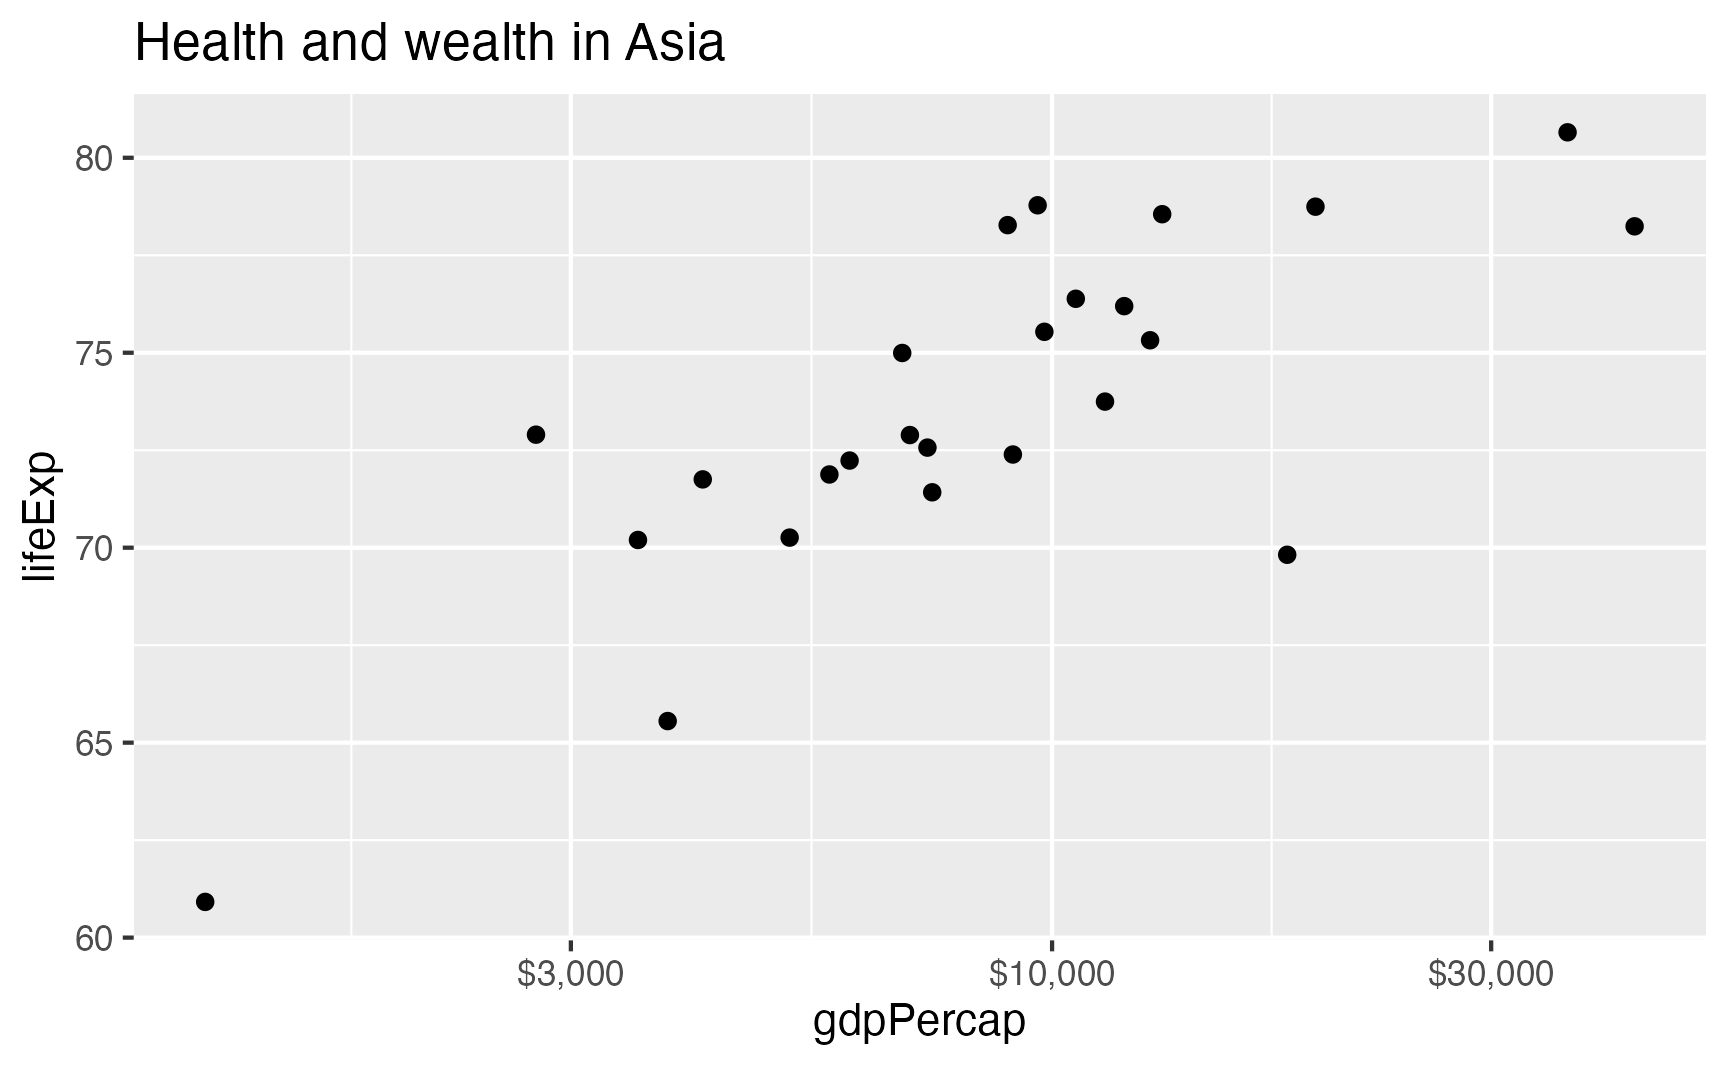 Health and wealth in Asia
80
75
70
65
60
lifeExp
$3,000 $10,000 $30,000
gdpPercap